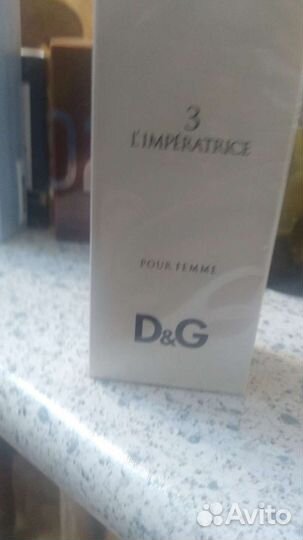 3
L'IMPÉRATRICE
POUR FEMME
D&G
Avito